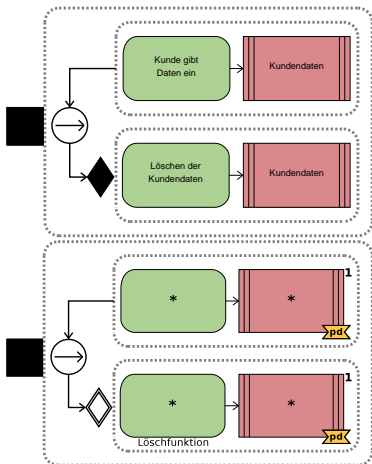 Kunde gibt
Daten ein
Kundendaten
Löschen der
Kundendaten
Kundendaten
*
*
1
pd
*
*
1
pd
Löschfunktion